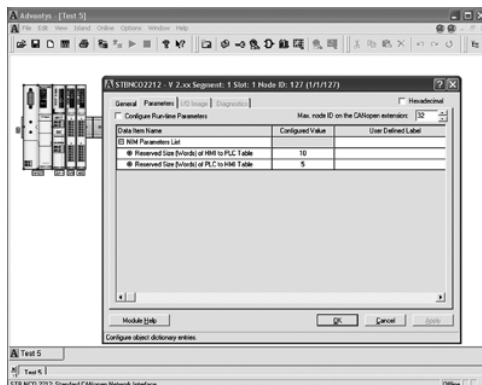 Advantys - [Test 5]
File Edit View Island Online Options Window Help
STBNCO2212 - V 2.xx Segment: 1 Slot: 1 Node ID: 127 (1/1/127)
General Parameters I/O Image Diagnostics
Hexadecimal
Configure Run-time Parameters
Max. node ID on the CANopen extension: 32
Data Item Name Configured Value User Defined Label
NIM Parameters List
Reserved Size (Words) of HMI to PLC Table 10
Reserved Size (Words) of PLC to HMI Table 5
Module Help OK Cancel Apply
Configure object dictionary entries.
Test 5
Test 5
STB NCO 2212: Standard CANopen Network Interface Offline